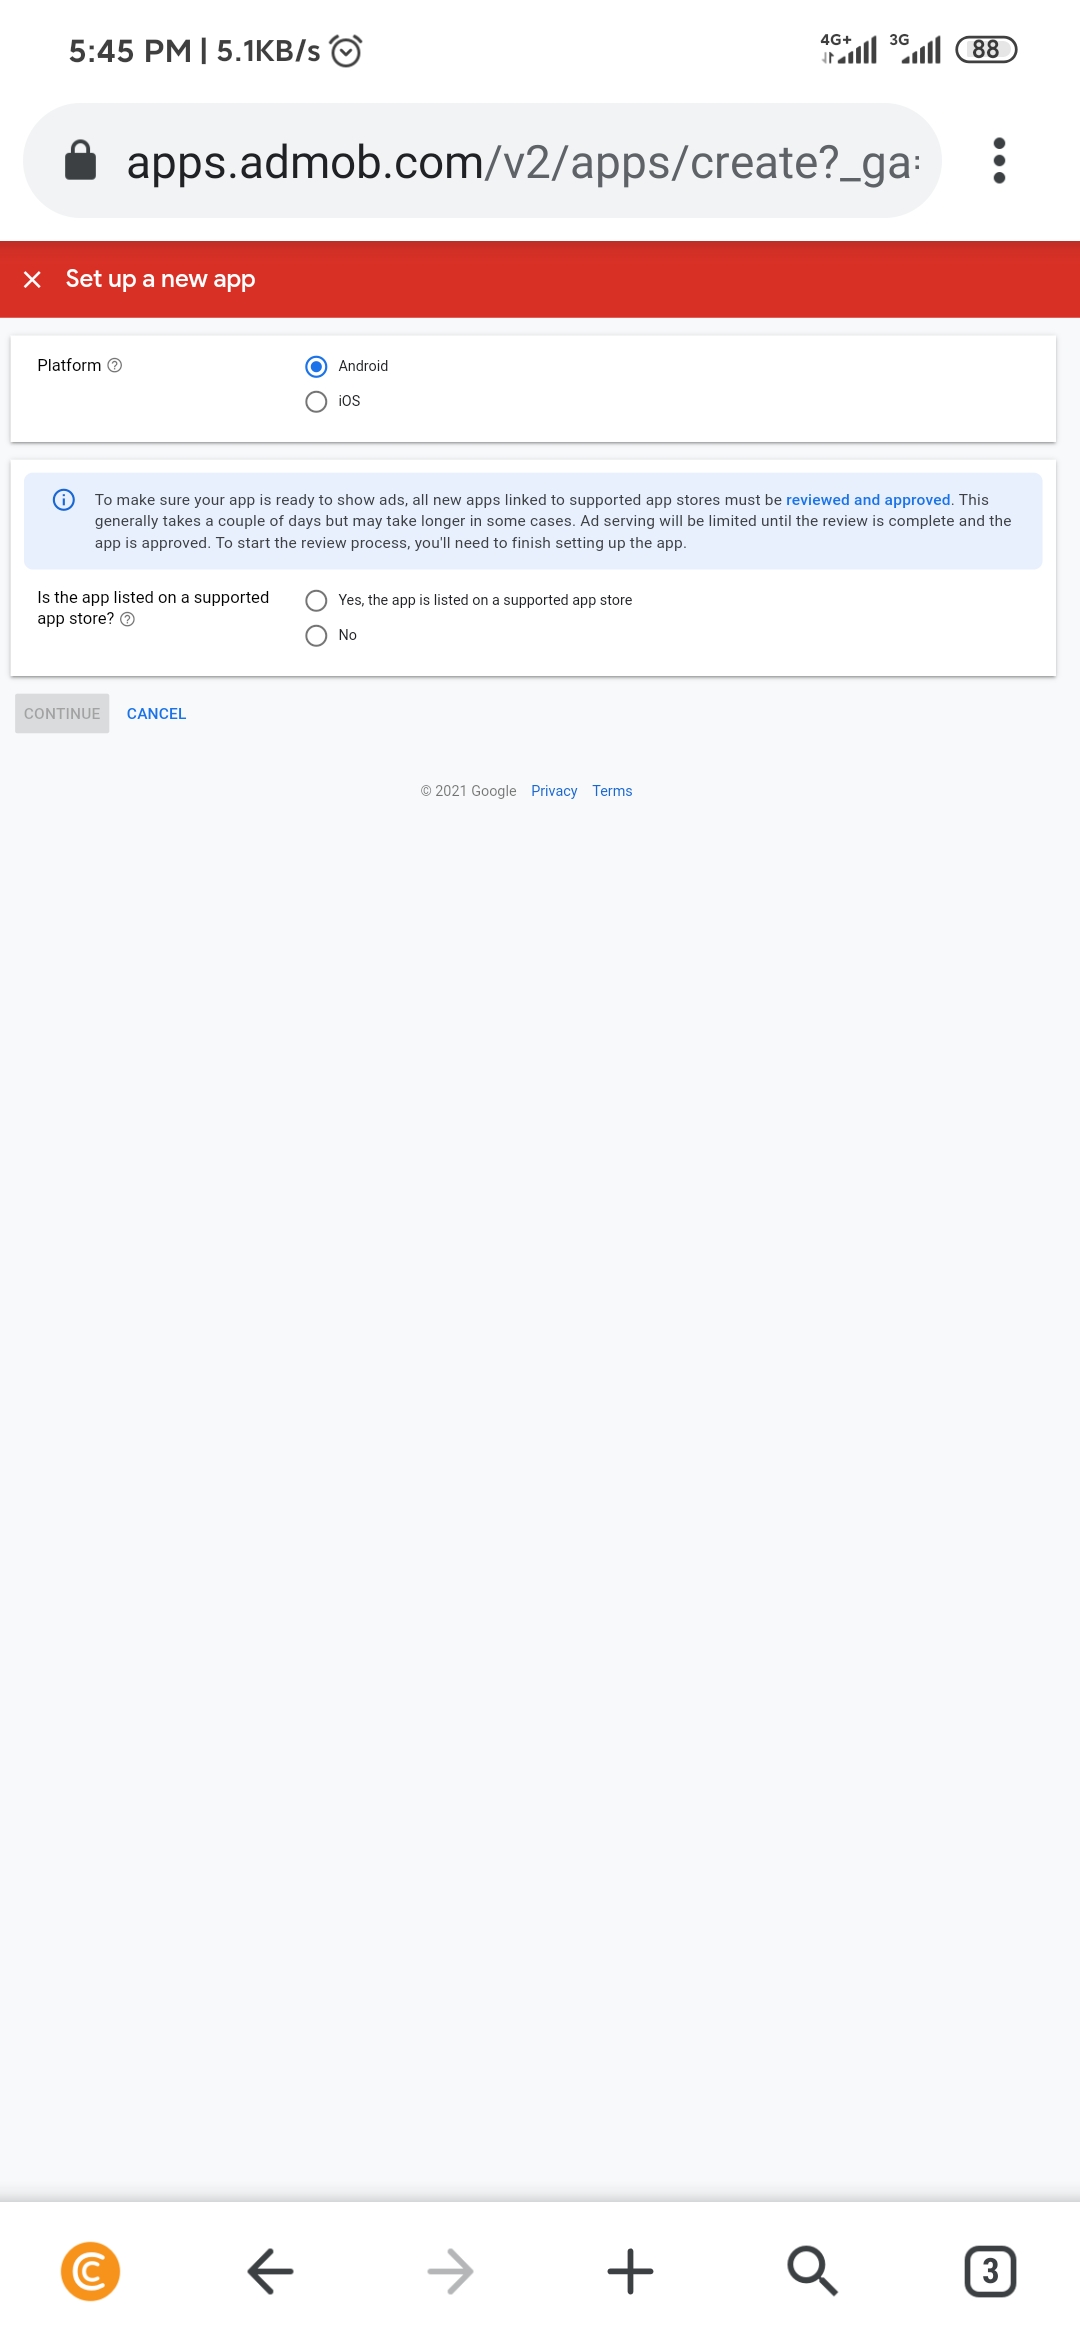 5:45 PM | 5.1KB/s
4G+ 3G 88
apps.admob.com/v2/apps/create?_ga=
Set up a new app
Platform
Android
iOS
To make sure your app is ready to show ads, all new apps linked to supported app stores must be reviewed and approved. This
generally takes a couple of days but may take longer in some cases. Ad serving will be limited until the review is complete and the
app is approved. To start the review process, you'll need to finish setting up the app.
Is the app listed on a supported
app store?
Yes, the app is listed on a supported app store
No
CONTINUE CANCEL
© 2021 Google Privacy Terms
3